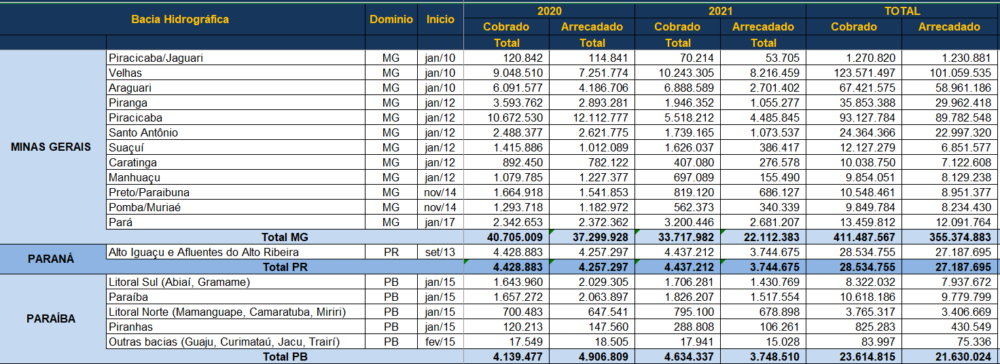 2020 2021 TOTAL
Bacia Hidrográfica Domínio Início
Cobrado Arrecadado Cobrado Arrecadado Cobrado Arrecadado
Total Total Total Total
Piracicaba/Jaguari MG jan/10 120.842 114.841 70.214 53.705 1.270.820 1.230.881
Velhas MG jan/10 9.048.510 7.251.774 10.243.305 8.216.459 123.571.497 101.059.535
Araguari MG jan/10 6.091.577 4.186.706 6.888.589 2.701.402 67.421.575 58.961.186
Piranga MG jan/12 3.593.762 2.893.281 1.946.352 1.055.277 35.853.388 29.962.418
Piracicaba MG jan/12 10.672.530 12.112.777 5.518.212 4.485.845 93.127.784 89.782.548
Santo Antônio MG jan/12 2.488.377 2.621.775 1.739.165 1.073.537 24.364.366 22.997.320
MINAS GERAIS Suaçuí MG jan/12 1.415.886 1.012.089 1.626.037 386.417 12.127.279 6.851.577
Caratinga MG jan/12 892.450 782.122 407.080 276.578 10.038.750 7.122.608
Manhuaçu MG jan/12 1.079.785 1.227.377 697.089 155.490 9.854.051 8.129.238
Preto/Paraibuna MG nov/14 1.664.918 1.541.853 819.120 686.127 10.548.461 8.951.377
Pomba/Muriaé MG nov/14 1.293.718 1.182.972 562.373 340.339 9.849.784 8.234.430
Pará MG jan/17 2.342.653 2.372.362 3.200.446 2.681.207 13.459.812 12.091.764
Total MG 40.705.009 37.299.928 33.717.982 22.112.383 411.487.567 355.374.883
PARANÁ Alto Iguaçu e Afluentes do Alto Ribeira PR set/13 4.428.883 4.257.297 4.437.212 3.744.675 28.534.755 27.187.695
Total PR 4.428.883 4.257.297 4.437.212 3.744.675 28.534.755 27.187.695
Litoral Sul (Abiaí, Gramame) PB jan/15 1.643.960 2.029.305 1.706.281 1.430.769 8.322.032 7.937.672
Paraíba PB jan/15 1.657.272 2.063.897 1.826.207 1.517.554 10.618.186 9.779.799
PARAÍBA Litoral Norte (Mamanguape, Camaratuba, Miriri) PB jan/15 700.483 647.541 795.100 678.898 3.765.317 3.406.669
Piranhas PB jan/15 120.213 147.560 288.808 106.261 825.283 430.549
Outras bacias (Guaju, Curimataú, Jacu, Trairí) PB fev/15 17.549 18.505 17.941 15.028 83.997 75.336
Total PB 4.139.477 4.906.809 4.634.337 3.748.510 23.614.815 21.630.024